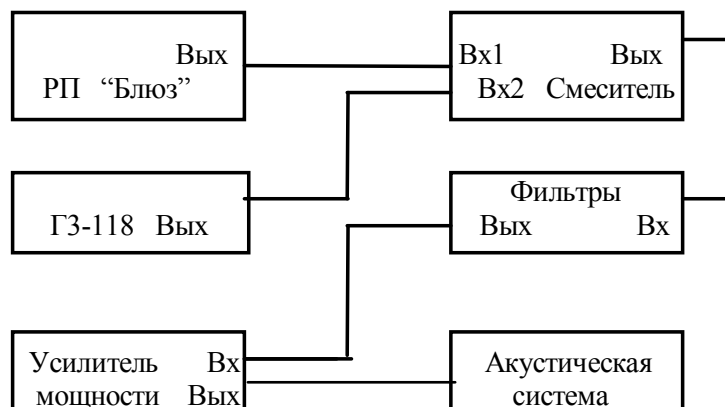 Вых
РП “Блюз”
Вх1 Вых
Вх2 Смеситель
Г3-118 Вых
Фильтры
Вых Вх
Усилитель Вх
мощности Вых
Акустическая
система